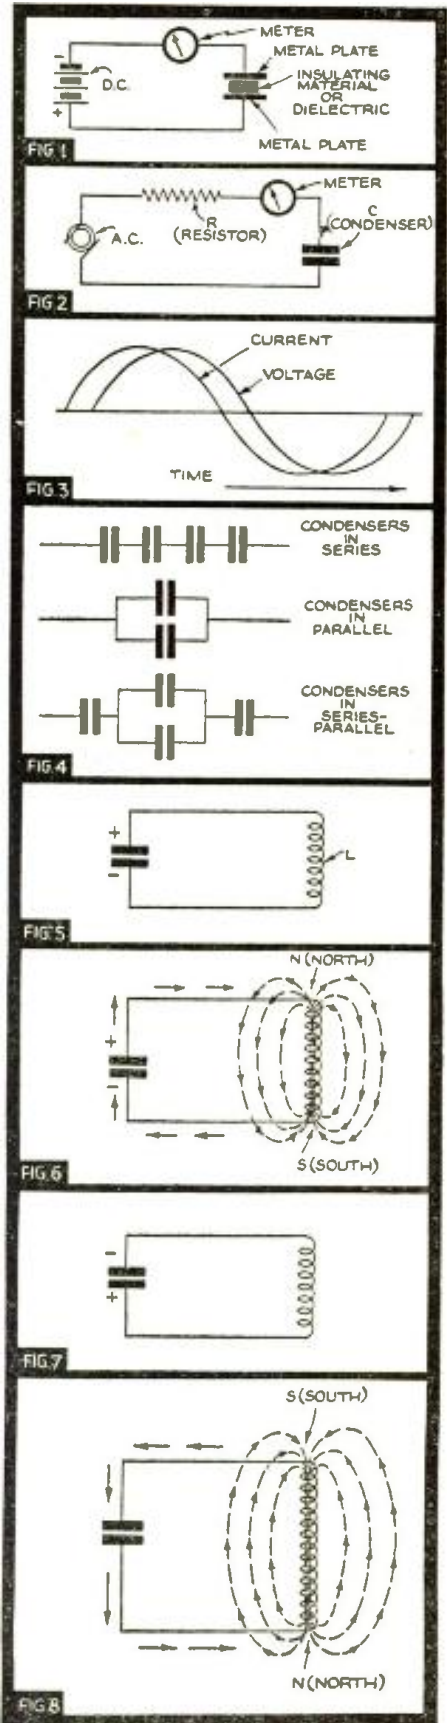 METER
METAL PLATE
-
D.C.
INSULATING
MATERIAL
OR
DIELECTRIC
+
METAL PLATE
FIG 1
METER
R
(RESISTOR)
C
(CONDENSER)
A.C.
FIG 2
CURRENT
VOLTAGE
TIME
FIG. 3
CONDENSERS
IN
SERIES
CONDENSERS
IN
PARALLEL
CONDENSERS
IN
SERIES-
PARALLEL
FIG. 4
+
-
L
FIG 5
N (NORTH)
+
-
S (SOUTH)
FIG. 6
-
+
FIG. 7
S (SOUTH)
N (NORTH)
FIG 8